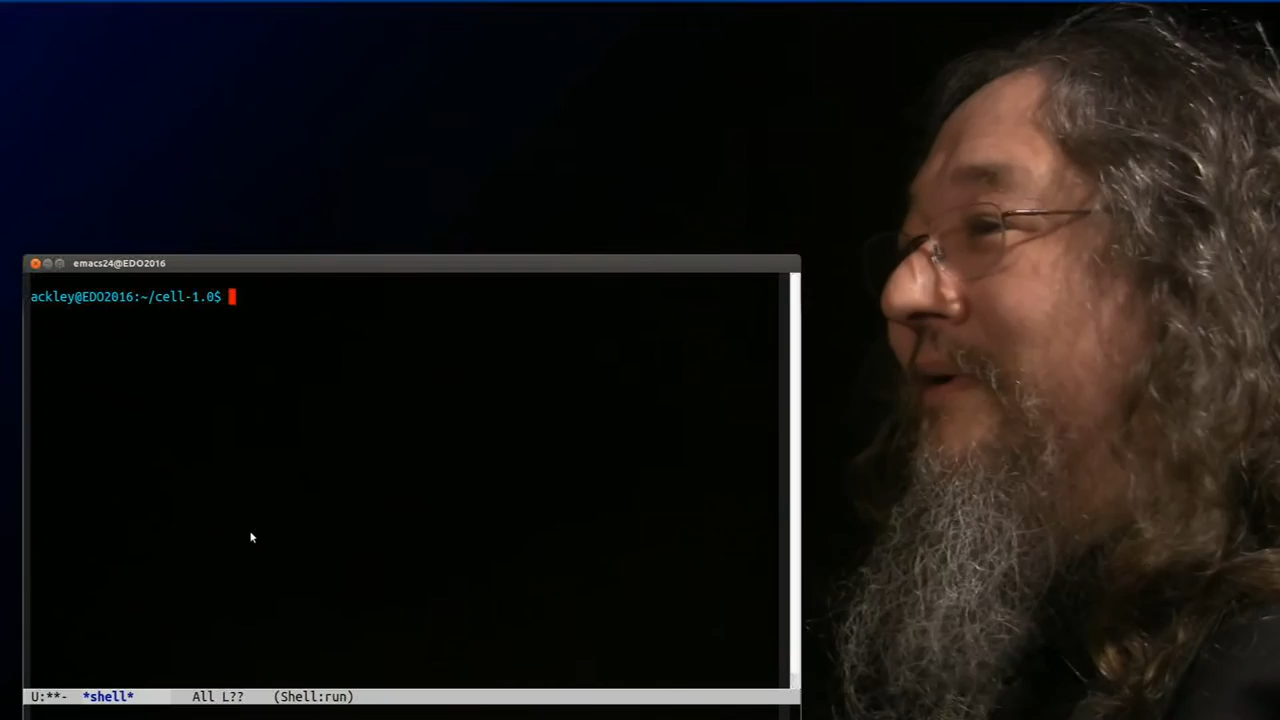 emacs24@EDO2016
ackley@EDO2016:~/cell-1.0$
U:**- *shell* All L?? (Shell:run)